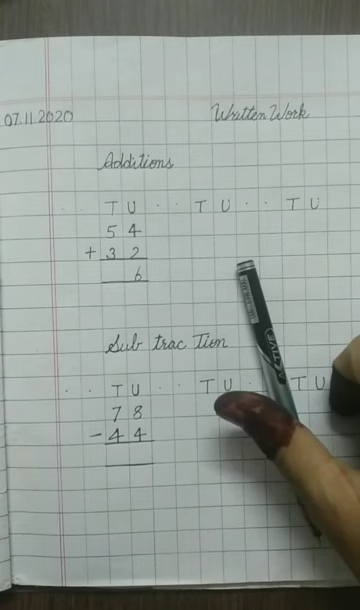 07.11.2020 Written Work
Additions
T U T U T U
5 4
+ 3 2
6
Sub trac Tion
T U T U T U
7 8
- 4 4